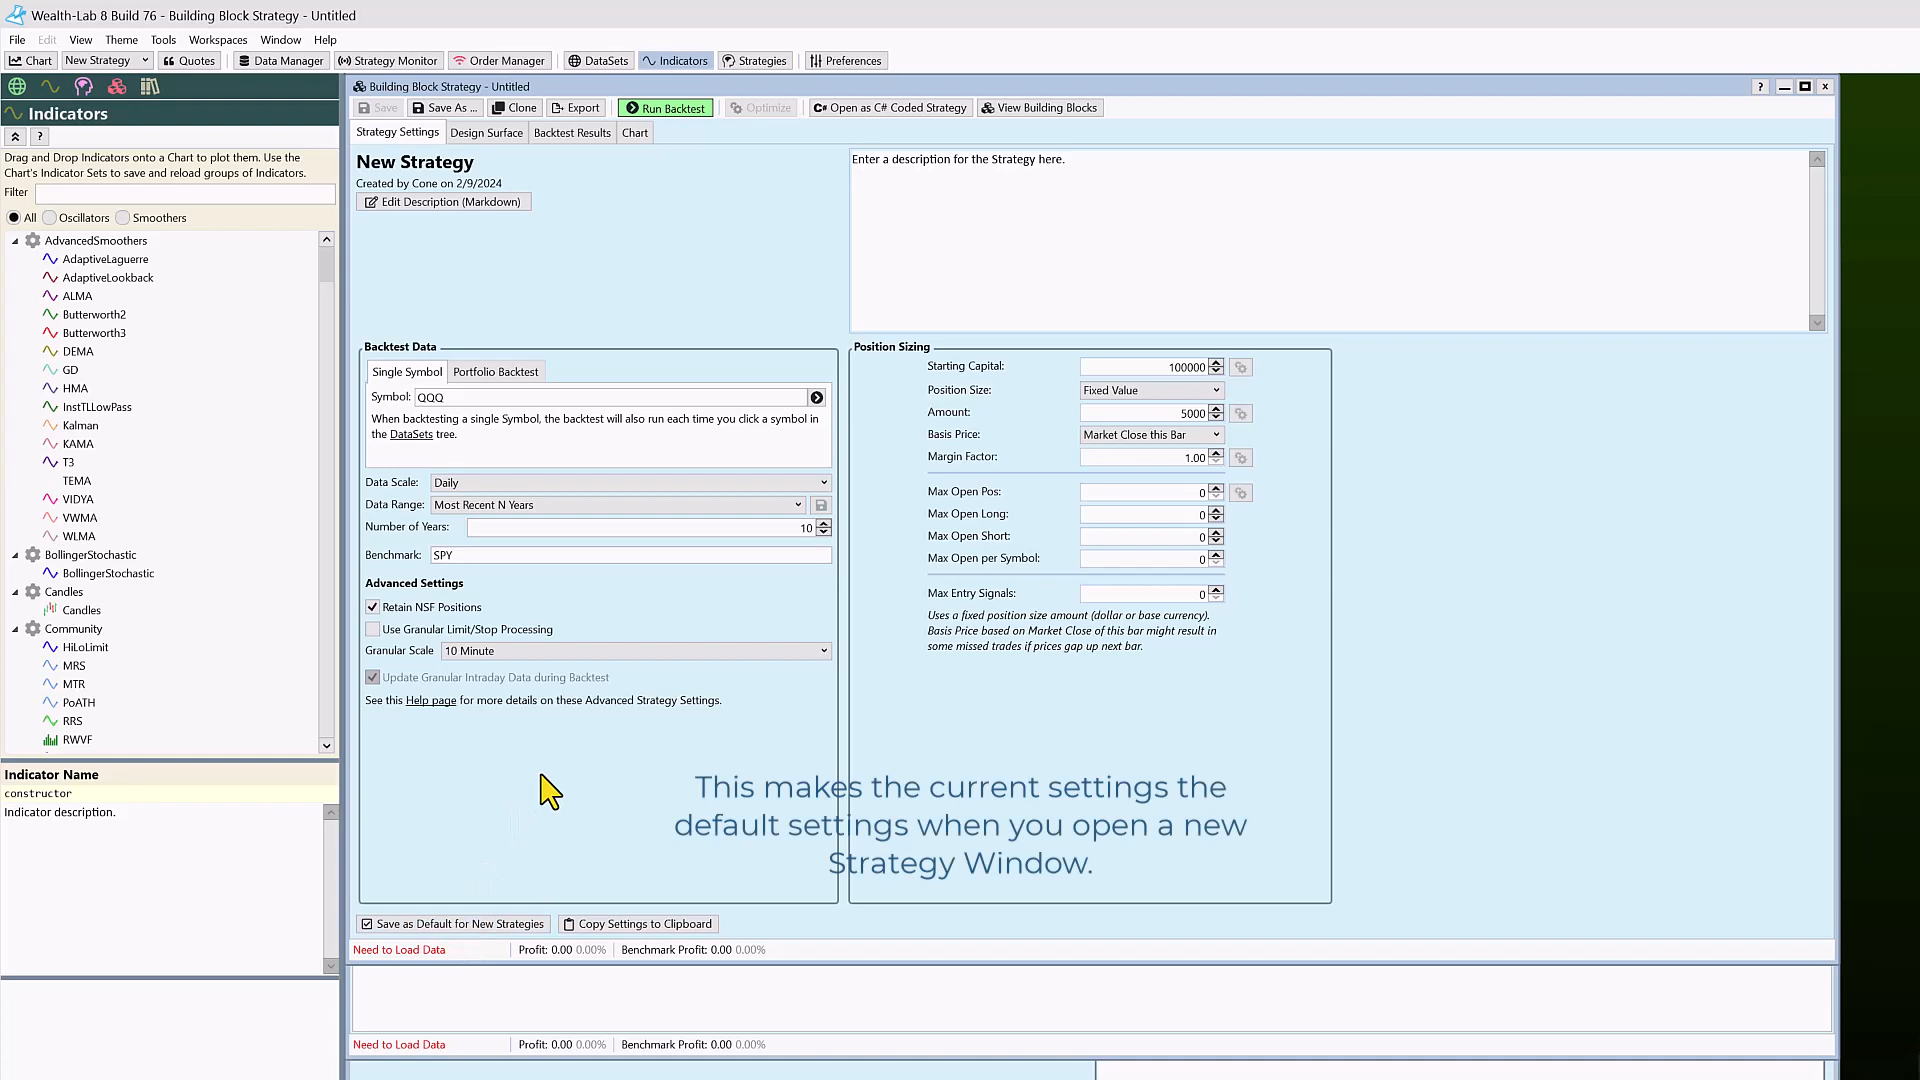 Wealth-Lab 8 Build 76 - Building Block Strategy - Untitled
File Edit View Theme Tools Workspaces Window Help
Chart New Strategy Quotes Data Manager Strategy Monitor Order Manager DataSets Indicators Strategies Preferences
Indicators
?
Drag and Drop Indicators onto a Chart to plot them. Use the
Chart's Indicator Sets to save and reload groups of Indicators.
Filter
All Oscillators Smoothers
AdvancedSmoothers
AdaptiveLaguerre
AdaptiveLookback
ALMA
Butterworth2
Butterworth3
DEMA
GD
HMA
InstTLLowPass
Kalman
KAMA
T3
TEMA
VIDYA
VWMA
WLMA
BollingerStochastic
BollingerStochastic
Candles
Candles
Community
HiLoLimit
MRS
MTR
PoATH
RRS
RWVF
Indicator Name
constructor
Indicator description.
Building Block Strategy - Untitled
?
Save Save As ... Clone Export Run Backtest Optimize C# Open as C# Coded Strategy View Building Blocks
Strategy Settings Design Surface Backtest Results Chart
New Strategy
Created by Cone on 2/9/2024
Edit Description (Markdown)
Enter a description for the Strategy here.
Backtest Data
Single Symbol Portfolio Backtest
Symbol: QQQ
When backtesting a single Symbol, the backtest will also run each time you click a symbol in
the DataSets tree.
Data Scale: Daily
Data Range: Most Recent N Years
Number of Years: 10
Benchmark: SPY
Advanced Settings
Retain NSF Positions
Use Granular Limit/Stop Processing
Granular Scale 10 Minute
Update Granular Intraday Data during Backtest
See this Help page for more details on these Advanced Strategy Settings.
Position Sizing
Starting Capital: 100000
Position Size: Fixed Value
Amount: 5000
Basis Price: Market Close this Bar
Margin Factor: 1.00
Max Open Pos: 0
Max Open Long: 0
Max Open Short: 0
Max Open per Symbol: 0
Max Entry Signals: 0
Uses a fixed position size amount (dollar or base currency).
Basis Price based on Market Close of this bar might result in
some missed trades if prices gap up next bar.
This makes the current settings the
default settings when you open a new
Strategy Window.
Save as Default for New Strategies Copy Settings to Clipboard
Need to Load Data Profit: 0.00 0.00% Benchmark Profit: 0.00 0.00%
Need to Load Data Profit: 0.00 0.00% Benchmark Profit: 0.00 0.00%